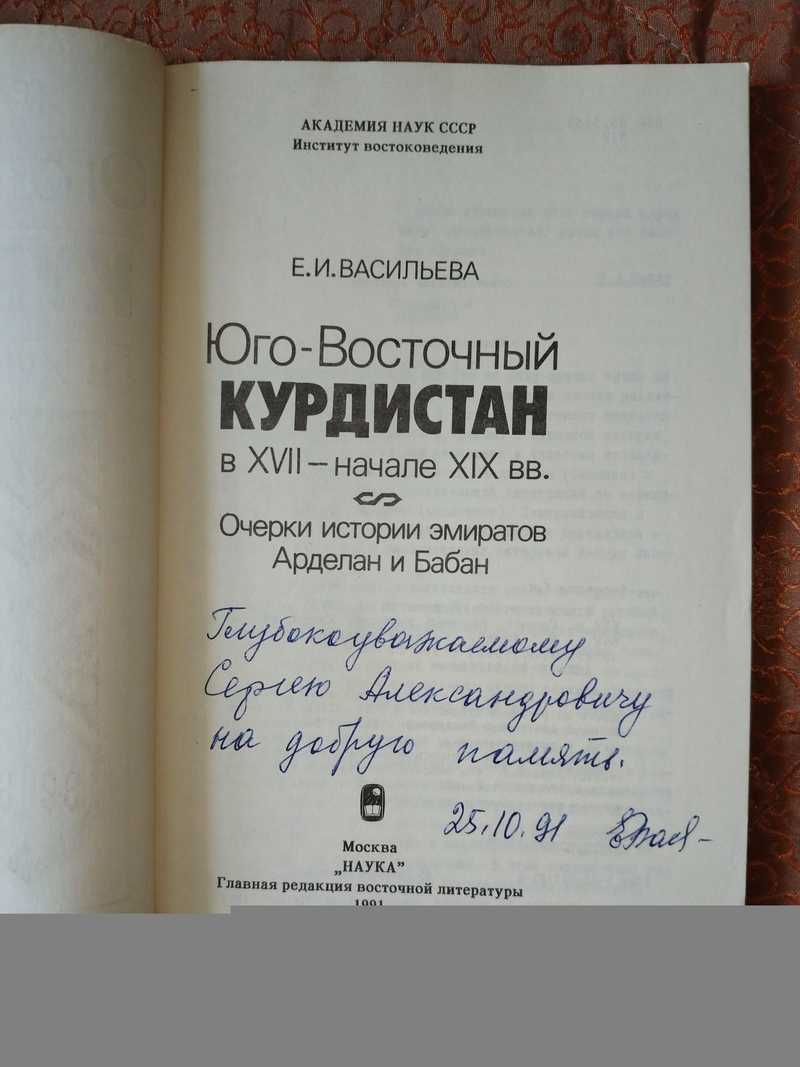 АКАДЕМИЯ НАУК СССР
Институт востоковедения
Е.И.ВАСИЛЬЕВА
Юго-Восточный
КУРДИСТАН
в XVII – начале XIX вв.
Очерки истории эмиратов
Арделан и Бабан
Глубокоуважаемому
Сергею Александровичу
на добрую память.
25.10.91
Москва
„НАУКА"
Главная редакция восточной литературы
1991